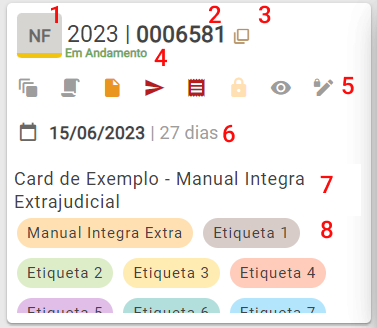 1 2 3
NF 2023 | 0006581
Em Andamento
4
5
15/06/2023 | 27 dias 6
Card de Exemplo - Manual Integra 7
Extrajudicial
Manual Integra Extra Etiqueta 1 8
Etiqueta 2 Etiqueta 3 Etiqueta 4
Etiqueta 5 Etiqueta 6 Etiqueta 7